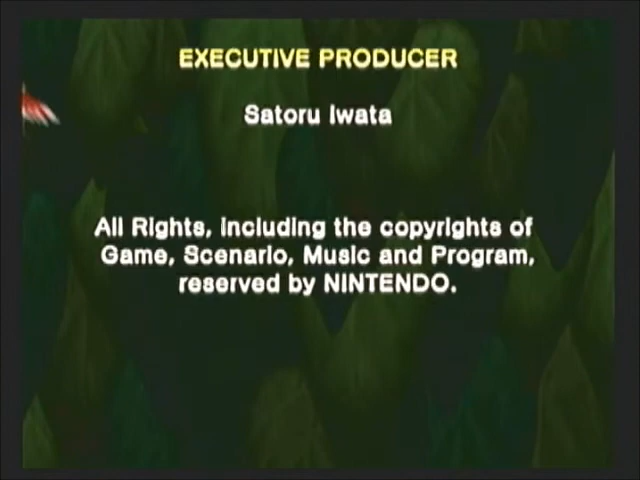 EXECUTIVE PRODUCER
Satoru Iwata
All Rights, including the copyrights of
Game, Scenario, Music and Program,
reserved by NINTENDO.